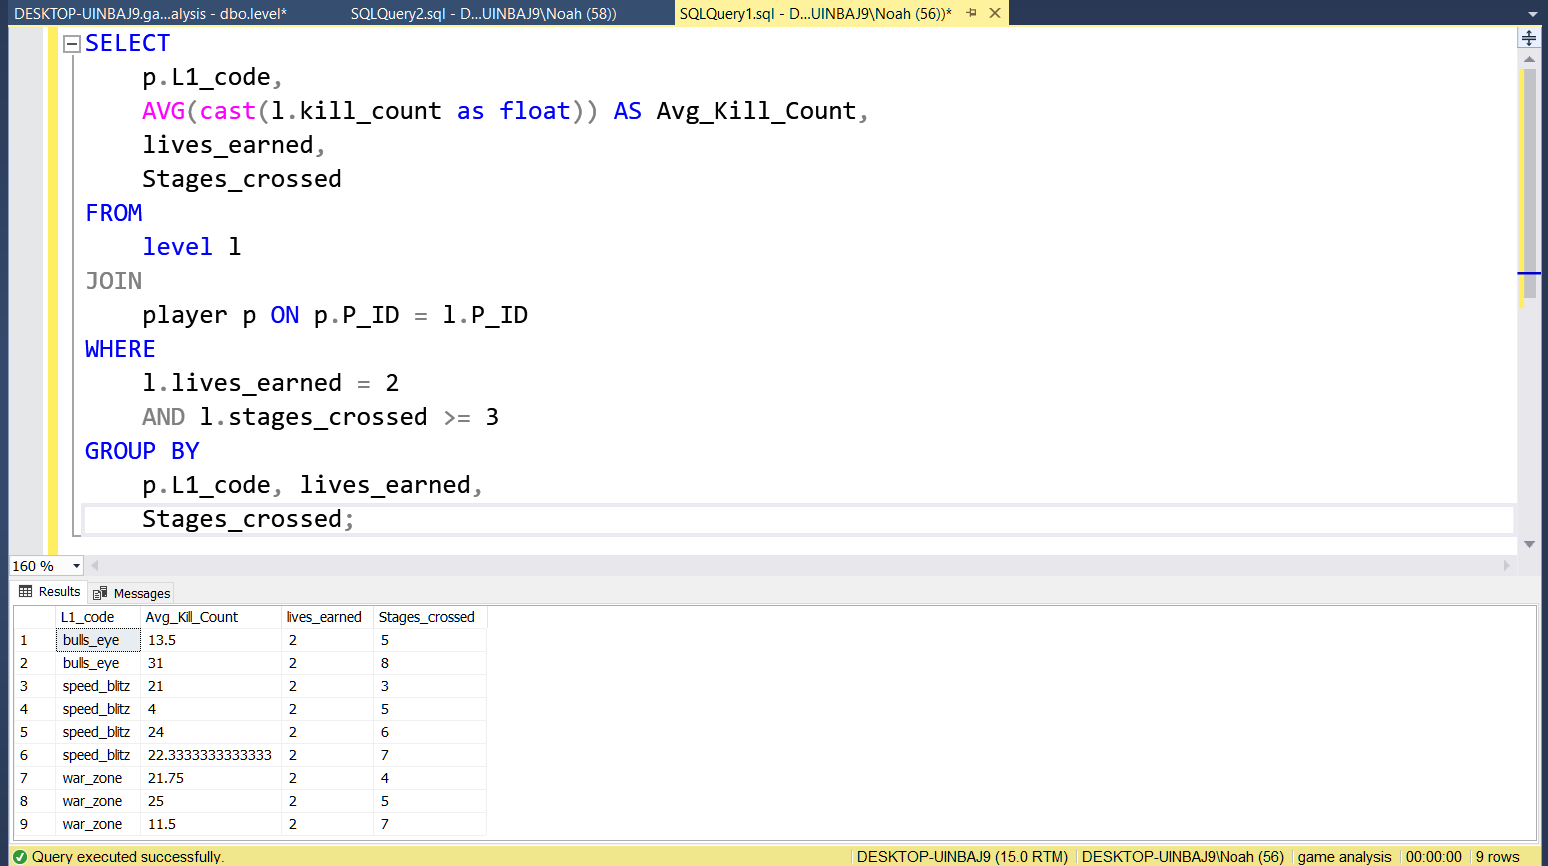 DESKTOP-UINBAJ9.ga...alysis - dbo.level* SQLQuery2.sql - D...UINBAJ9\Noah (58)) SQLQuery1.sql - D...UINBAJ9\Noah (56))*
SELECT
p.L1_code,
AVG(cast(l.kill_count as float)) AS Avg_Kill_Count,
lives_earned,
Stages_crossed
FROM
level l
JOIN
player p ON p.P_ID = l.P_ID
WHERE
l.lives_earned = 2
AND l.stages_crossed >= 3
GROUP BY
p.L1_code, lives_earned,
Stages_crossed;
160 %
Results Messages
L1_code Avg_Kill_Count lives_earned Stages_crossed
1 bulls_eye 13.5 2 5
2 bulls_eye 31 2 8
3 speed_blitz 21 2 3
4 speed_blitz 4 2 5
5 speed_blitz 24 2 6
6 speed_blitz 22.3333333333333 2 7
7 war_zone 21.75 2 4
8 war_zone 25 2 5
9 war_zone 11.5 2 7
Query executed successfully. DESKTOP-UINBAJ9 (15.0 RTM) DESKTOP-UINBAJ9\Noah (56) game analysis 00:00:00 9 rows